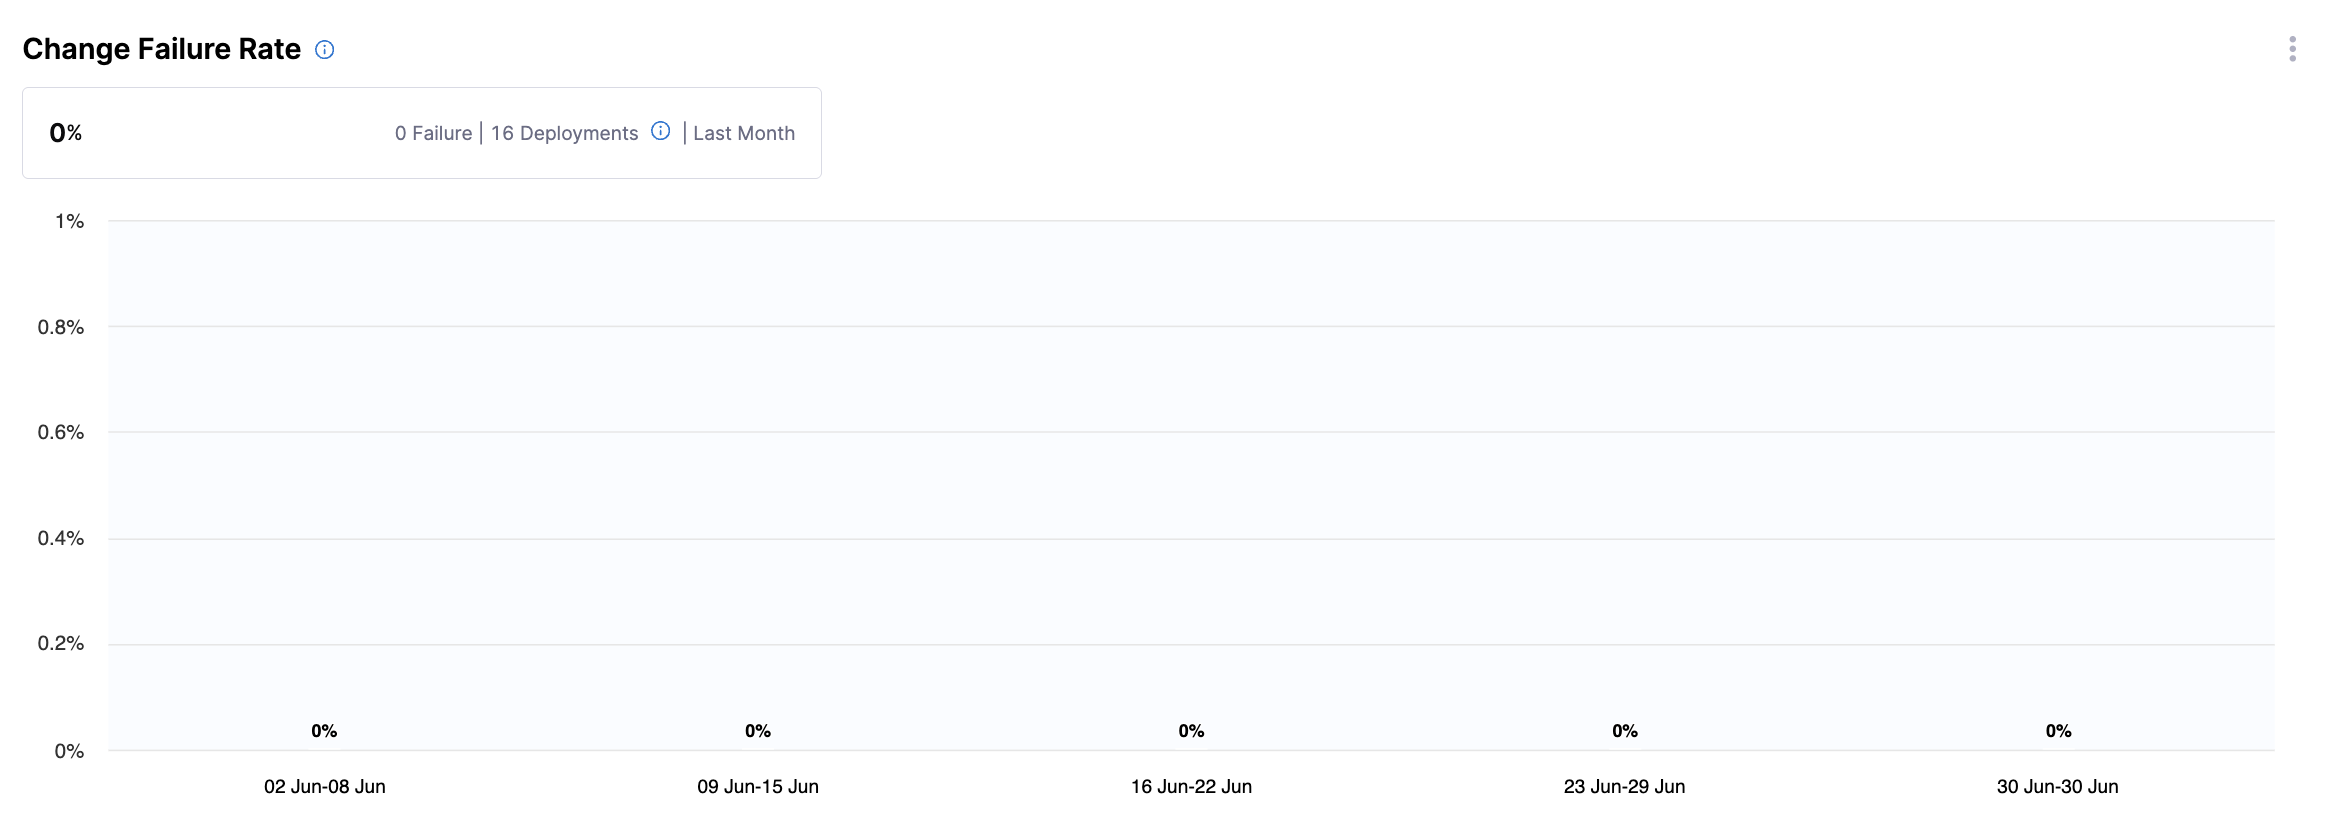 Change Failure Rate
0% 0 Failure | 16 Deployments | Last Month
1%
0.8%
0.6%
0.4%
0.2%
0% 0% 0% 0% 0%
0%
02 Jun-08 Jun 09 Jun-15 Jun 16 Jun-22 Jun 23 Jun-29 Jun 30 Jun-30 Jun